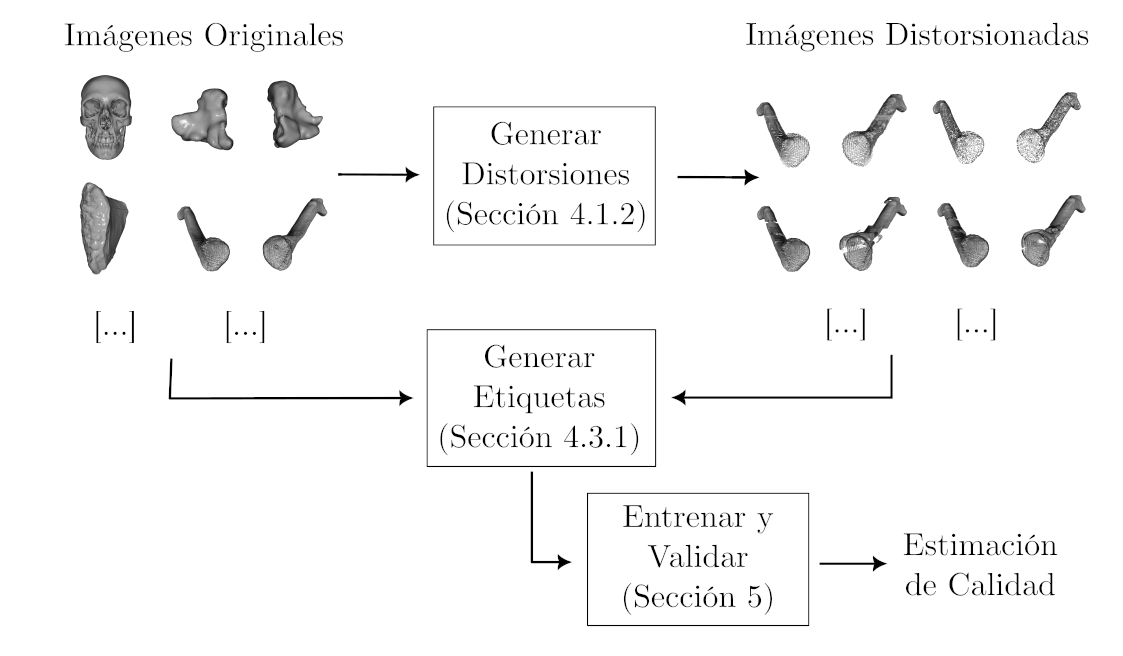 Imágenes Originales
Imágenes Distorsionadas
Generar
Distorsiones
(Sección 4.1.2)
[...]
[...]
[...]
[...]
Generar
Etiquetas
(Sección 4.3.1)
Entrenar y
Validar
(Sección 5)
Estimación
de Calidad